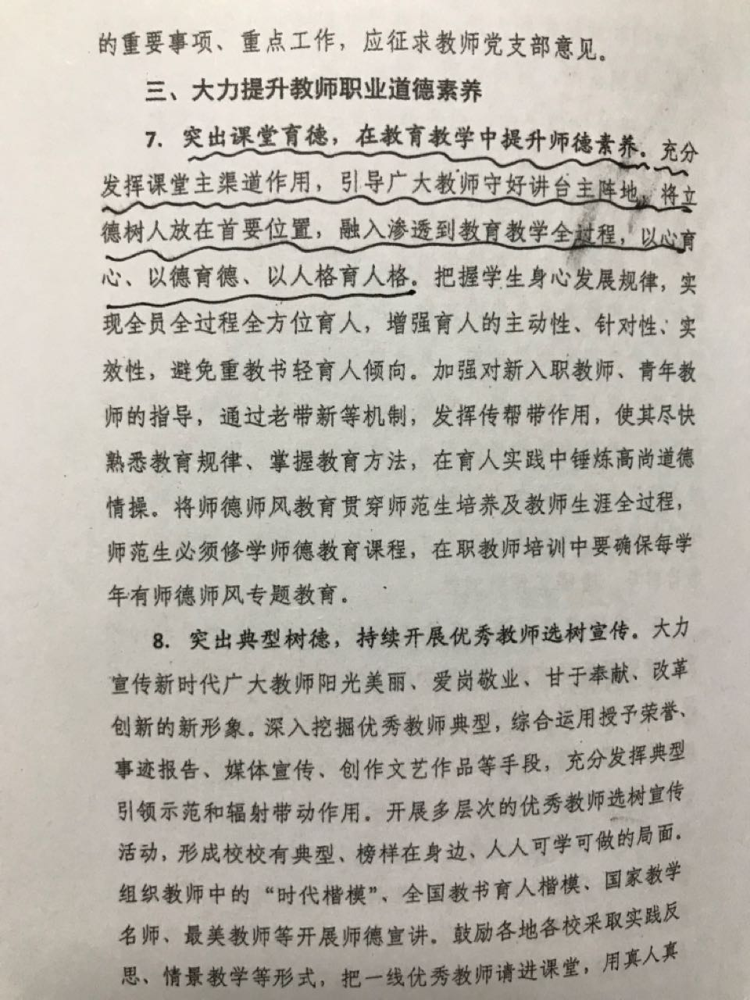 的重要事项、重点工作，应征求教师党支部意见。
三、大力提升教师职业道德素养
7. 突出课堂育德，在教育教学中提升师德素养。充分
发挥课堂主渠道作用，引导广大教师守好讲台主阵地，将立
德树人放在首要位置，融入渗透到教育教学全过程，以心育
心、以德育德、以人格育人格。把握学生身心发展规律，实
现全员全过程全方位育人，增强育人的主动性、针对性、实
效性，避免重教书轻育人倾向。加强对新入职教师、青年教
师的指导，通过老带新等机制，发挥传帮带作用，使其尽快
熟悉教育规律、掌握教育方法，在育人实践中锤炼高尚道德
情操。将师德师风教育贯穿师范生培养及教师生涯全过程，
师范生必须修学师德教育课程，在职教师培训中要确保每学
年有师德师风专题教育。
8. 突出典型树德，持续开展优秀教师选树宣传。大力
宣传新时代广大教师阳光美丽、爱岗敬业、甘于奉献、改革
创新的新形象。深入挖掘优秀教师典型，综合运用授予荣誉、
事迹报告、媒体宣传、创作文艺作品等手段，充分发挥典型
引领示范和辐射带动作用。开展多层次的优秀教师选树宣传
活动，形成校校有典型、榜样在身边、人人可学可做的局面。
组织教师中的“时代楷模”、全国教书育人楷模、国家教学
名师、最美教师等开展师德宣讲。鼓励各地各校采取实践反
思、情景教学等形式，把一线优秀教师请进课堂，用真人真